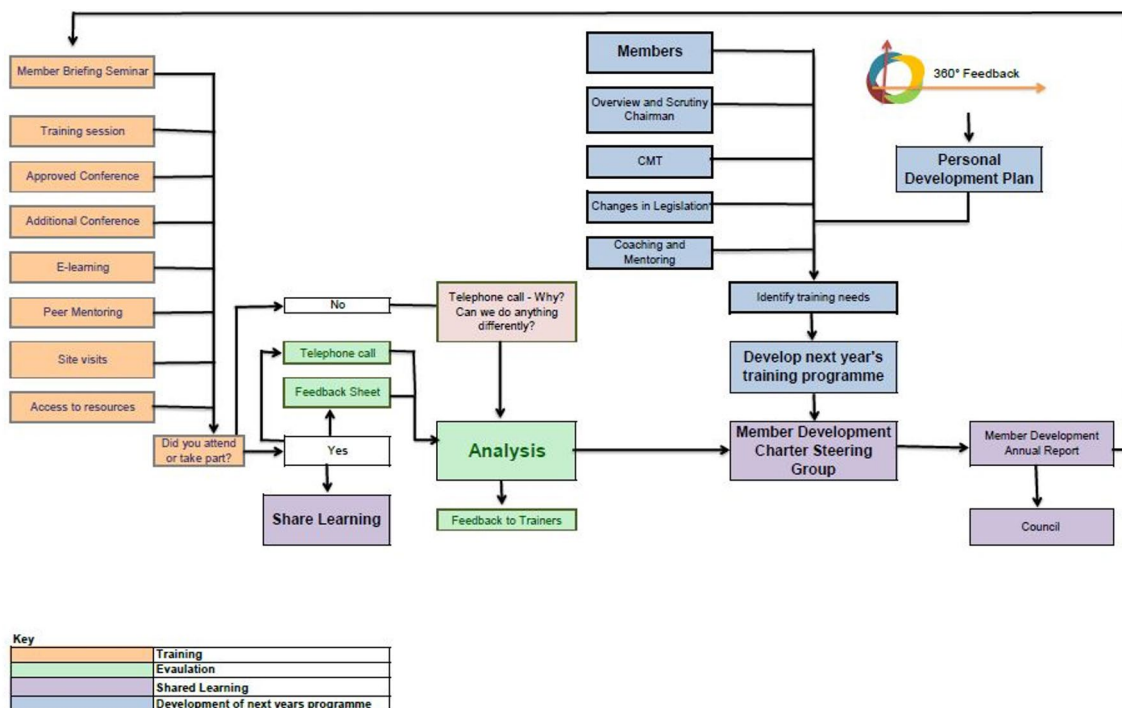 Member Briefing Seminar
Training session
Approved Conference
Additional Conference
E-learning
Peer Mentoring
Site visits
Access to resources
Did you attend
or take part?
No
Telephone call
Feedback Sheet
Yes
Share Learning
Telephone call - Why?
Can we do anything
differently?
Analysis
Feedback to Trainers
Members
Overview and Scrutiny
Chairman
CMT
Changes in Legislation
Coaching and
Mentoring
360° Feedback
Personal
Development Plan
Identify training needs
Develop next year's
training programme
Member Development
Charter Steering
Group
Member Development
Annual Report
Council
Key
Training
Evaulation
Shared Learning
Development of next years programme